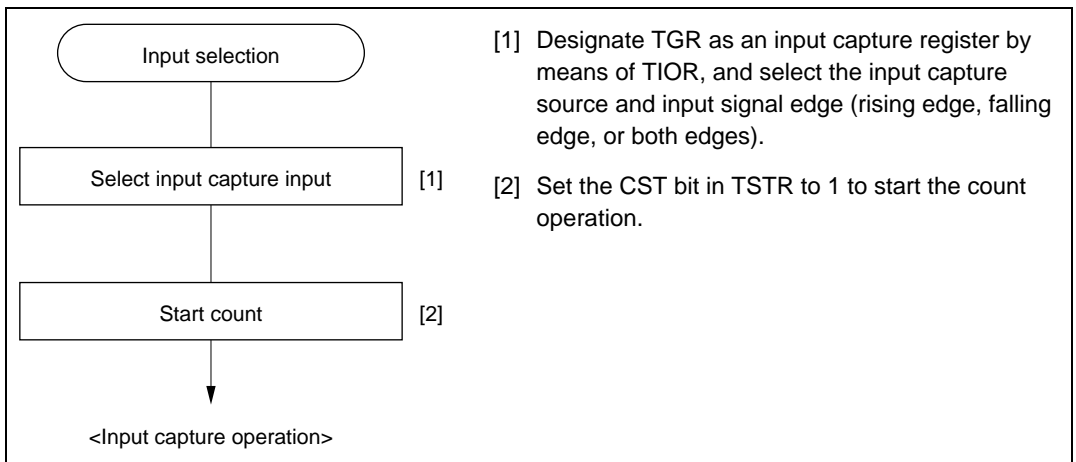 Input selection
Select input capture input [1]
Start count [2]
<Input capture operation>
[1] Designate TGR as an input capture register by
means of TIOR, and select the input capture
source and input signal edge (rising edge, falling
edge, or both edges).
[2] Set the CST bit in TSTR to 1 to start the count
operation.